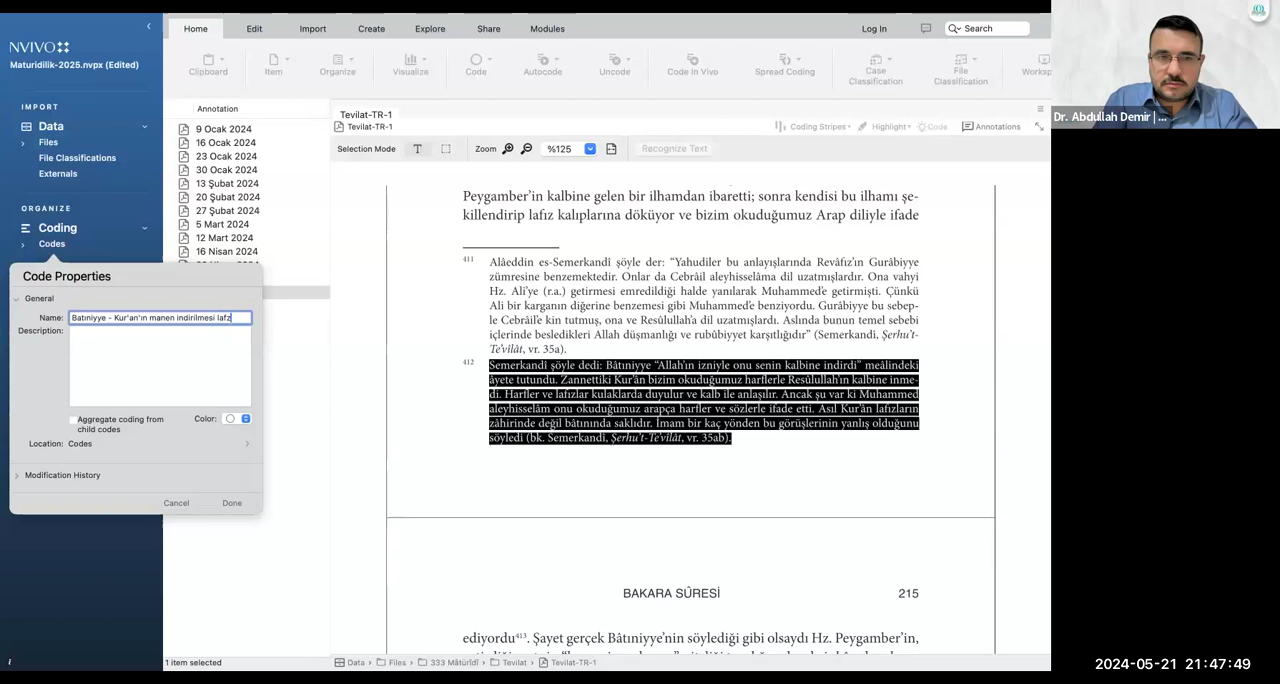 NVIVO
Maturidilik-2025.nvpx (Edited)
IMPORT
Data
Files
File Classifications
Externals
ORGANIZE
Coding
Codes
Home Edit Import Create Explore Share Modules Log In Search
Clipboard Item Organize Visualize Code Autocode Uncode Code In Vivo Spread Coding Case Classification File Classification Worksp
Annotation
9 Ocak 2024
16 Ocak 2024
23 Ocak 2024
30 Ocak 2024
13 Şubat 2024
20 Şubat 2024
27 Şubat 2024
5 Mart 2024
12 Mart 2024
16 Nisan 2024
Code Properties
General
Name: Batıniyye - Kur'an'ın manen indirilmesi lafz
Description:
Aggregate coding from child codes
Color:
Location: Codes
Modification History
Cancel Done
1 item selected
Tevilat-TR-1
Tevilat-TR-1
Coding Stripes Highlight Code Annotations
Selection Mode T Zoom %125 Recognize Text
Peygamber’in kalbine gelen bir ilhamdan ibaretti; sonra kendisi bu ilhamı şe-
killendirip lafız kalıplarına döküyor ve bizim okuduğumuz Arap diliyle ifade
411 Alâeddin es-Semerkandî şöyle der: “Yahudiler bu anlayışlarında Revâfız’ın Gurâbiyye
zümresine benzemektedir. Onlar da Cebrâil aleyhisselâma dil uzatmışlardır. Ona vahyi
Hz. Ali’ye (r.a.) getirmesi emredildiği halde yanılarak Muhammed’e getirmişti. Çünkü
Ali bir karganın diğerine benzemesi gibi Muhammed’e benziyordu. Gurâbiyye bu sebep-
le Cebrâil’e kin tutmuş, ona ve Resûlullah’a dil uzatmışlardır. Aslında bunun temel sebebi
içlerinde besledikleri Allah düşmanlığı ve rubûbiyyet karşıtlığıdır” (Semerkandî, Şerhu’t-
Te’vîlât, vr. 35a).
412 Semerkandî şöyle dedi: Bâtıniyye “Allah’ın izniyle onu senin kalbine indirdi” meâlindeki
âyete tutundu. Zannettiki Kur’ân bizim okuduğumuz harflerle Resûlullah’ın kalbine inme-
di. Harfler ve lafızlar kulaklarda duyulur ve kalb ile anlaşılır. Ancak şu var ki Muhammed
aleyhisselâm onu okuduğumuz arapça harfler ve sözlerle ifade etti. Asıl Kur’ân lafızların
zâhirinde değil bâtınında saklıdır. İmam bir kaç yönden bu görüşlerinin yanlış olduğunu
söyledi (bk. Semerkandî, Şerhu’t-Te’vîlât, vr. 35ab).
BAKARA SÛRESİ 215
ediyordu413. Şayet gerçek Bâtıniyye’nin söylediği gibi olsaydı Hz. Peygamber’in,
Data Files 333 Mâtürîdî Tevilat Tevilat-TR-1
Dr. Abdullah Demir | ...
2024-05-21 21:47:49